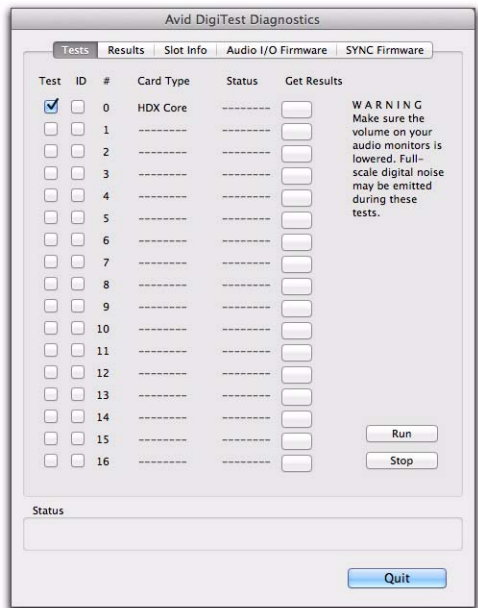 Avid DigiTest Diagnostics
Tests Results Slot Info Audio I/O Firmware SYNC Firmware
Test ID # Card Type Status Get Results
0 HDX Core --------
1 -------- --------
2 -------- --------
3 -------- --------
4 -------- --------
5 -------- --------
6 -------- --------
7 -------- --------
8 -------- --------
9 -------- --------
10 -------- --------
11 -------- --------
12 -------- --------
13 -------- --------
14 -------- --------
15 -------- --------
16 -------- --------
W A R N I N G
Make sure the
volume on your
audio monitors is
lowered. Full-
scale digital noise
may be emitted
during these
tests.
Run
Stop
Status
Quit